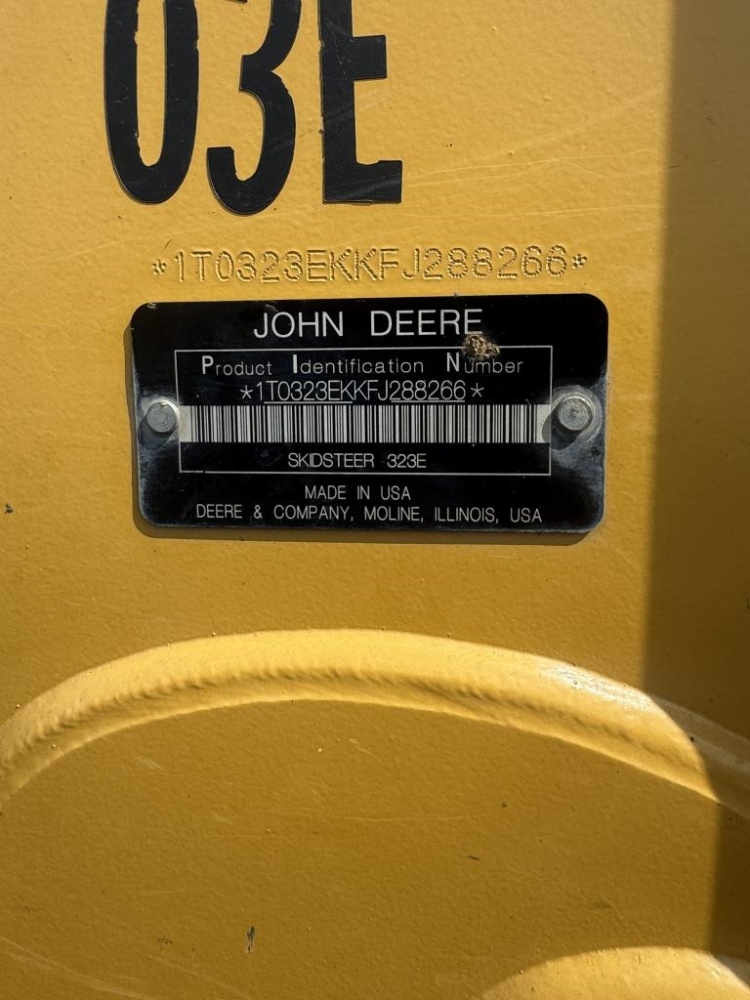 03E
*1T0323EKKFJ288266*
JOHN DEERE
Product Identification Number
*1T0323EKKFJ288266*
SKIDSTEER 323E
MADE IN USA
DEERE & COMPANY, MOLINE, ILLINOIS, USA